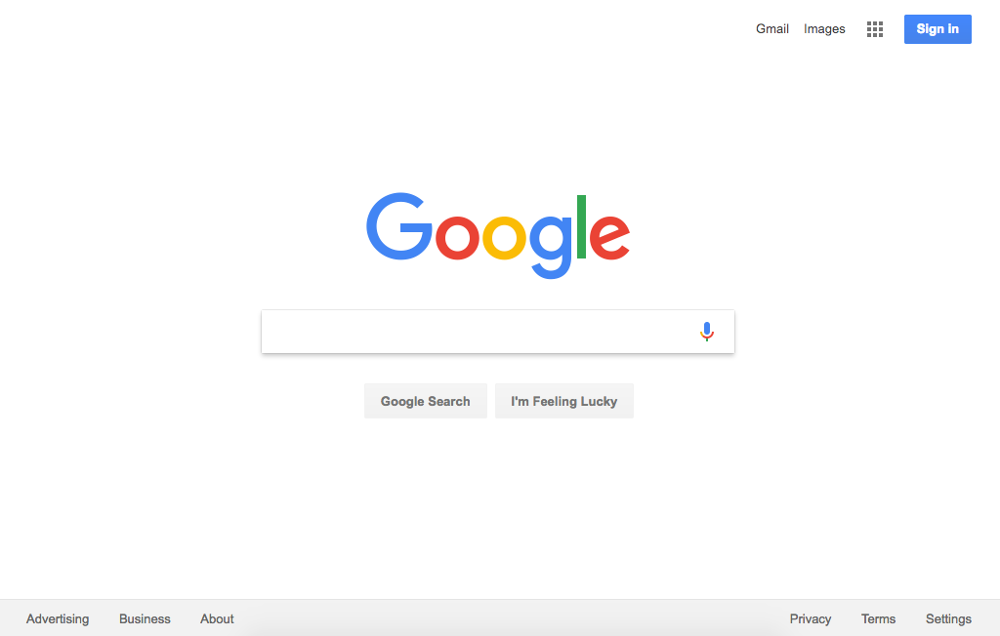 Gmail Images Sign in
Google
Google Search I'm Feeling Lucky
Advertising Business About Privacy Terms Settings